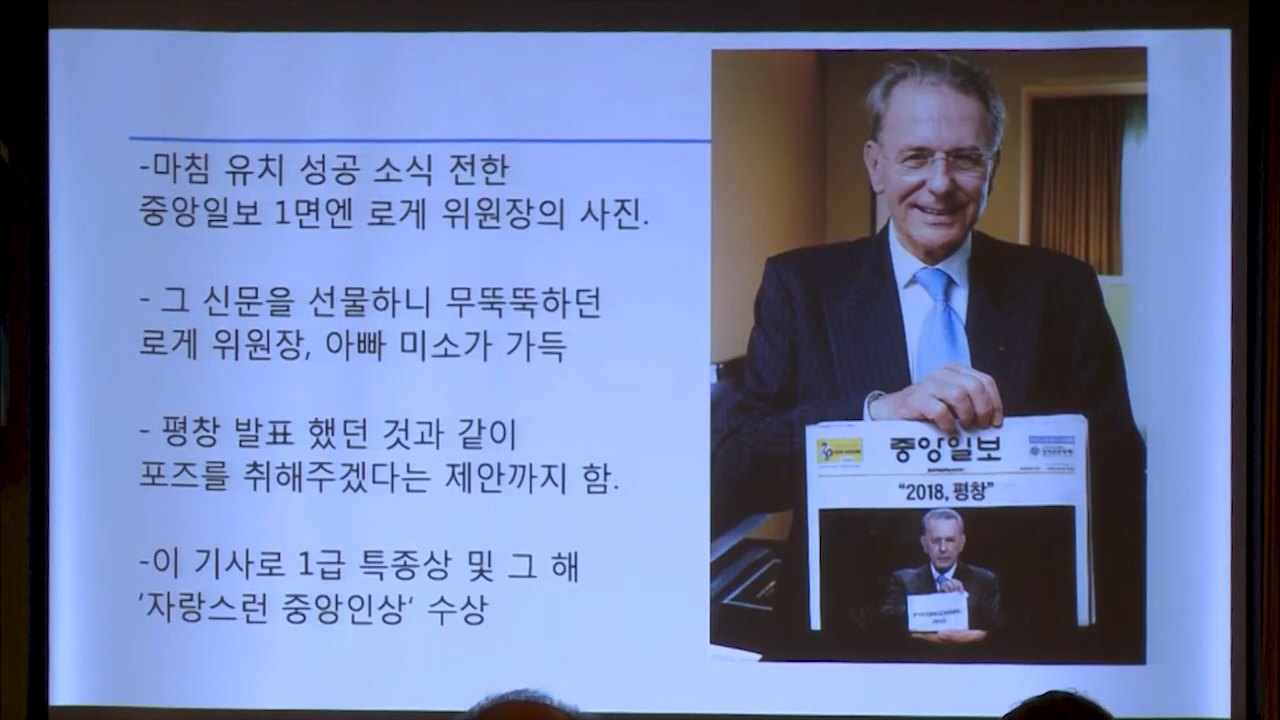 -마침 유치 성공 소식 전한
중앙일보 1면엔 로게 위원장의 사진.
- 그 신문을 선물하니 무뚝뚝하던
로게 위원장, 아빠 미소가 가득
- 평창 발표 했던 것과 같이
포즈를 취해주겠다는 제안까지 함.
-이 기사로 1급 특종상 및 그 해
'자랑스런 중앙인상' 수상
중앙일보
“2018, 평창”